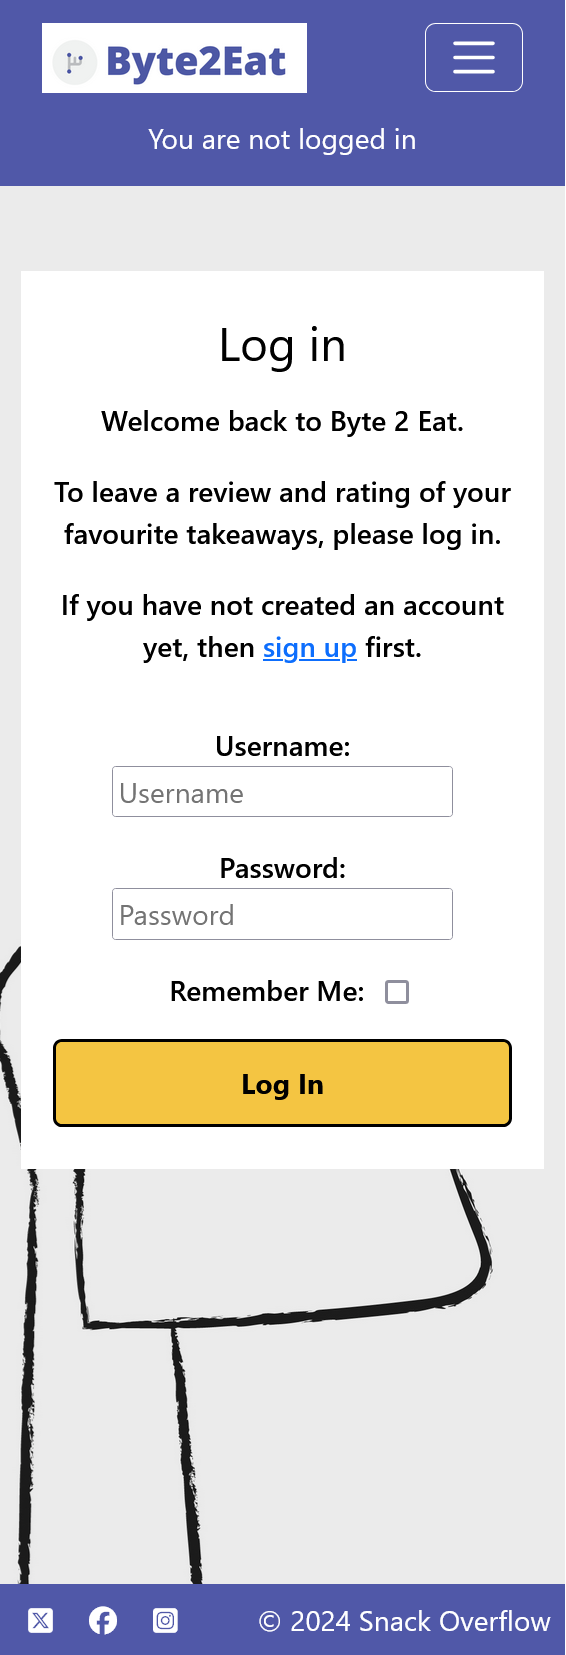 Byte2Eat
You are not logged in
Log in
Welcome back to Byte 2 Eat.
To leave a review and rating of your
favourite takeaways, please log in.
If you have not created an account
yet, then sign up first.
Username:
Username
Password:
Password
Remember Me:
Log In
© 2024 Snack Overflow